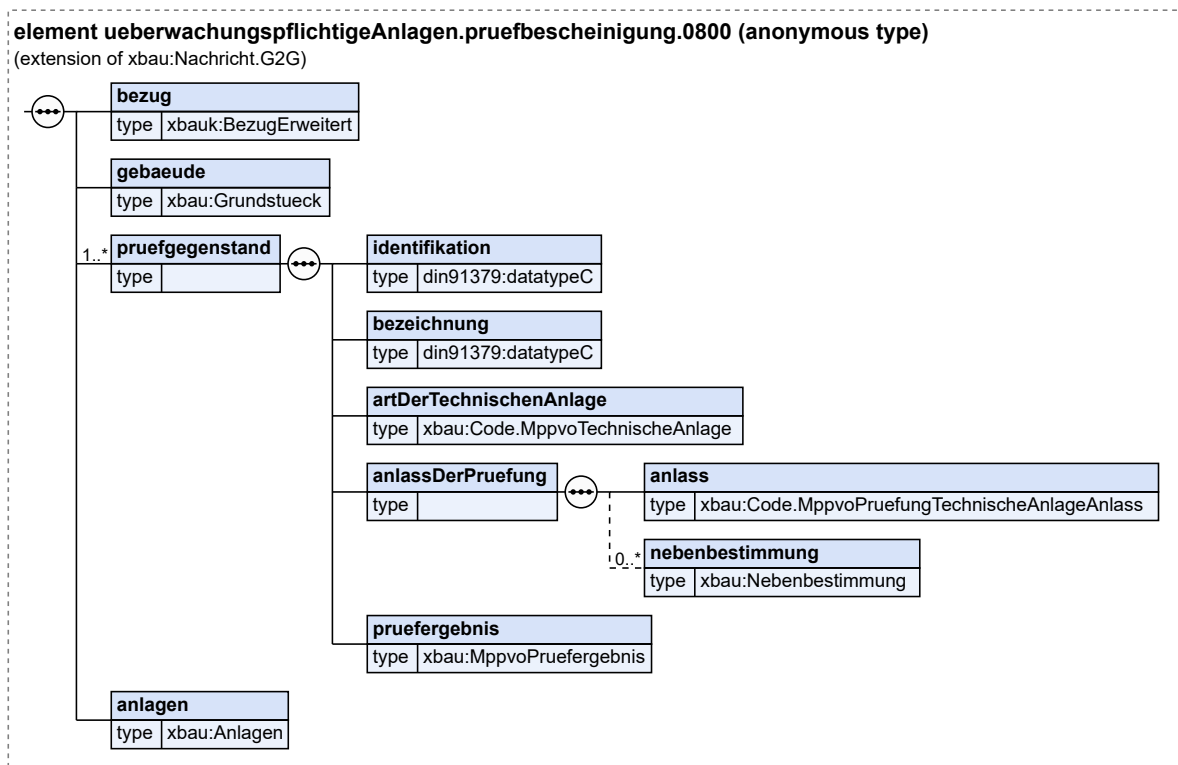 element ueberwachungspflichtigeAnlagen.pruefbescheinigung.0800 (anonymous type)
(extension of xbau:Nachricht.G2G)
bezug
type xbauk:BezugErweitert
gebaeude
type xbau:Grundstueck
1..* pruefgegenstand
type
identifikation
type din91379:datatypeC
bezeichnung
type din91379:datatypeC
artDerTechnischenAnlage
type xbau:Code.MppvoTechnischeAnlage
anlassDerPruefung
type
anlass
type xbau:Code.MppvoPruefungTechnischeAnlageAnlass
0..* nebenbestimmung
type xbau:Nebenbestimmung
pruefergebnis
type xbau:MppvoPruefergebnis
anlagen
type xbau:Anlagen